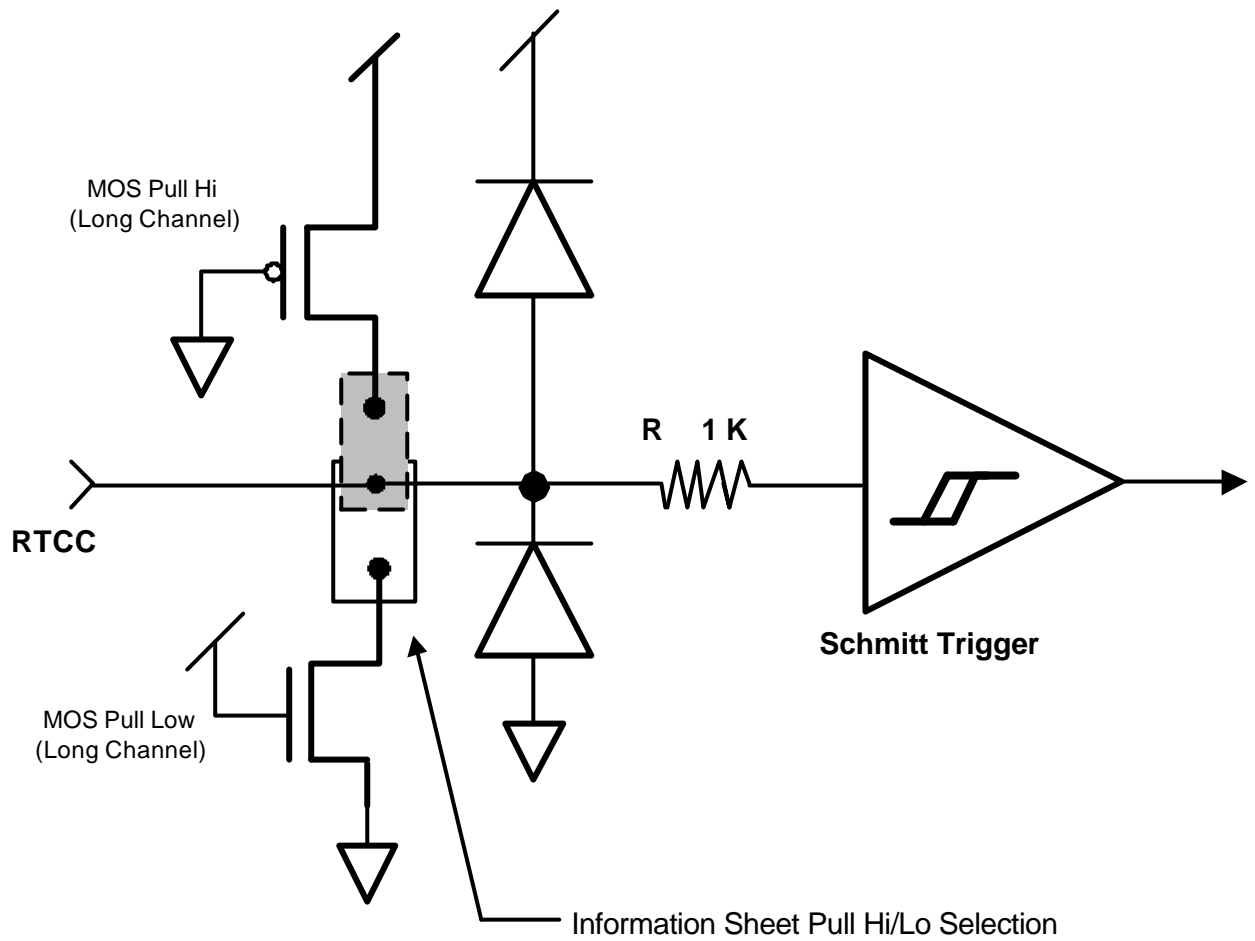 MOS Pull Hi
(Long Channel)
R 1 K
RTCC
Schmitt Trigger
MOS Pull Low
(Long Channel)
Information Sheet Pull Hi/Lo Selection